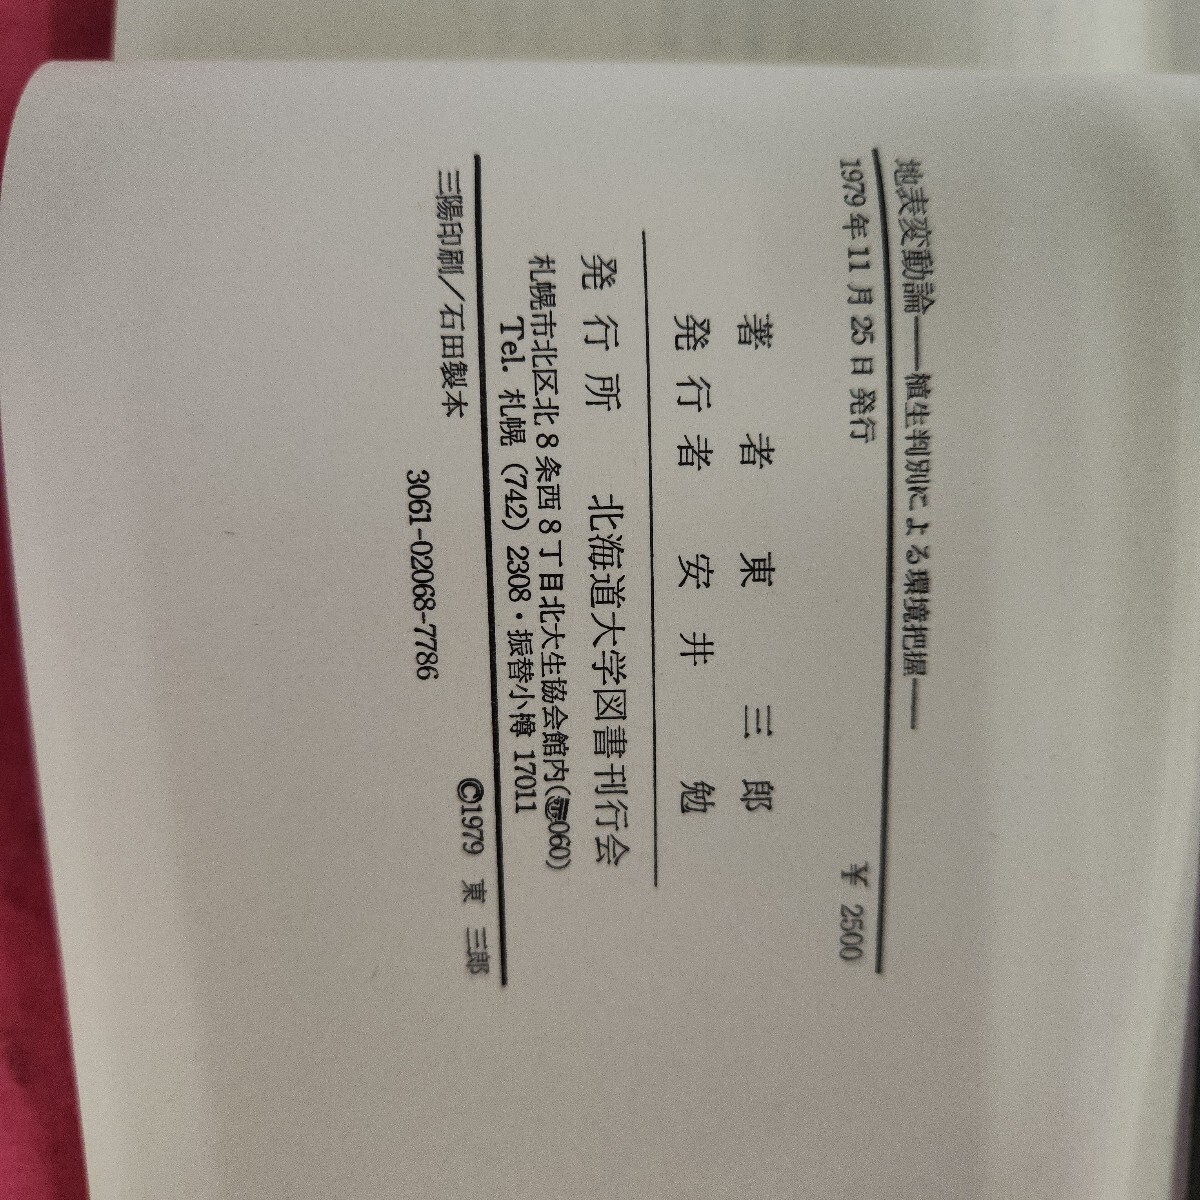 地表変動論——植生判別による環境把握——
1979年11月25日 発行 ¥ 2500
著者 東 三郎
発行者 安井 勉
発行所 北海道大学図書刊行会
札幌市北区北8条西8丁目北大生協会館内(〠060)
Tel. 札幌 (742) 2308・振替小樽 17011
三陽印刷/石田製本 ©1979 東 三郎
3061-02068-7786